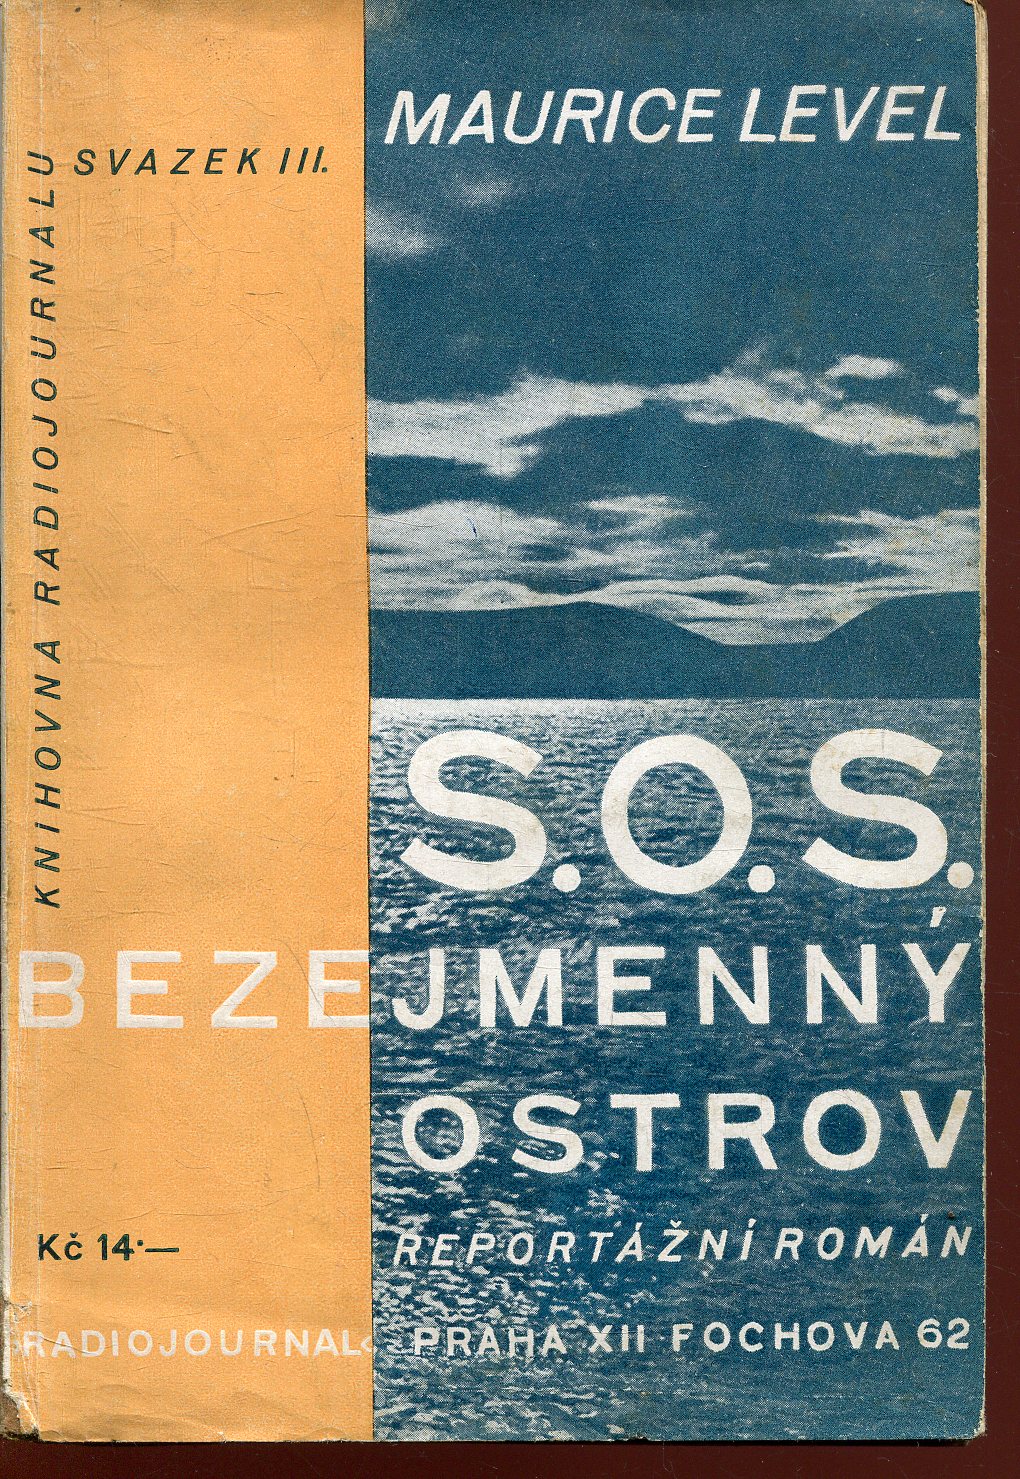 MAURICE LEVEL
SVAZEK III.
KNIHOVNA RADIOJOURNALU
S.O.S.
BEZEJMENNÝ
OSTROV
Kč 14·—
REPORTÁŽNÍ ROMÁN
»RADIOJOURNAL« PRAHA XII · FOCHOVA 62